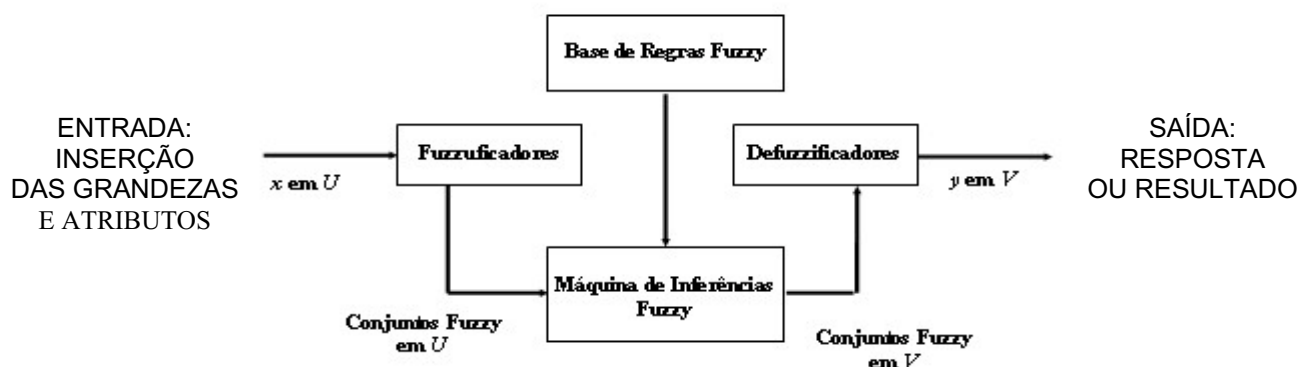 Base de Regras Fuzzy
ENTRADA:
INSERÇÃO
DAS GRANDEZAS
E ATRIBUTOS
x em U
Fuzzuficadores
Defuzzificadores
y em V
SAÍDA:
RESPOSTA
OU RESULTADO
Máquina de Inferências
Fuzzy
Conjuntos Fuzzy
em U
Conjuntos Fuzzy
em V